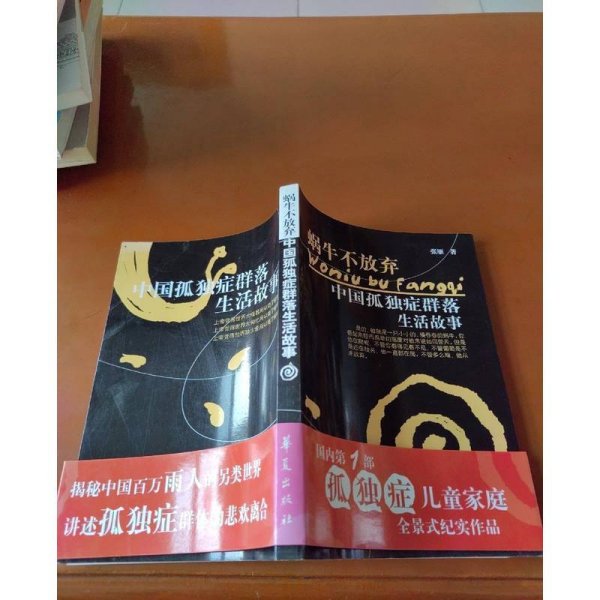 蜗牛不放弃
Woniu bu Fangqi
张雁 著
中国孤独症群落
生活故事
国内第1部
孤独症儿童家庭
全景式纪实作品
蜗牛不放弃
中国孤独症群落生活故事
华夏出版社
中国孤独症群落
生活故事
揭秘中国百万雨人的另类世界
讲述孤独症群体的悲欢离合